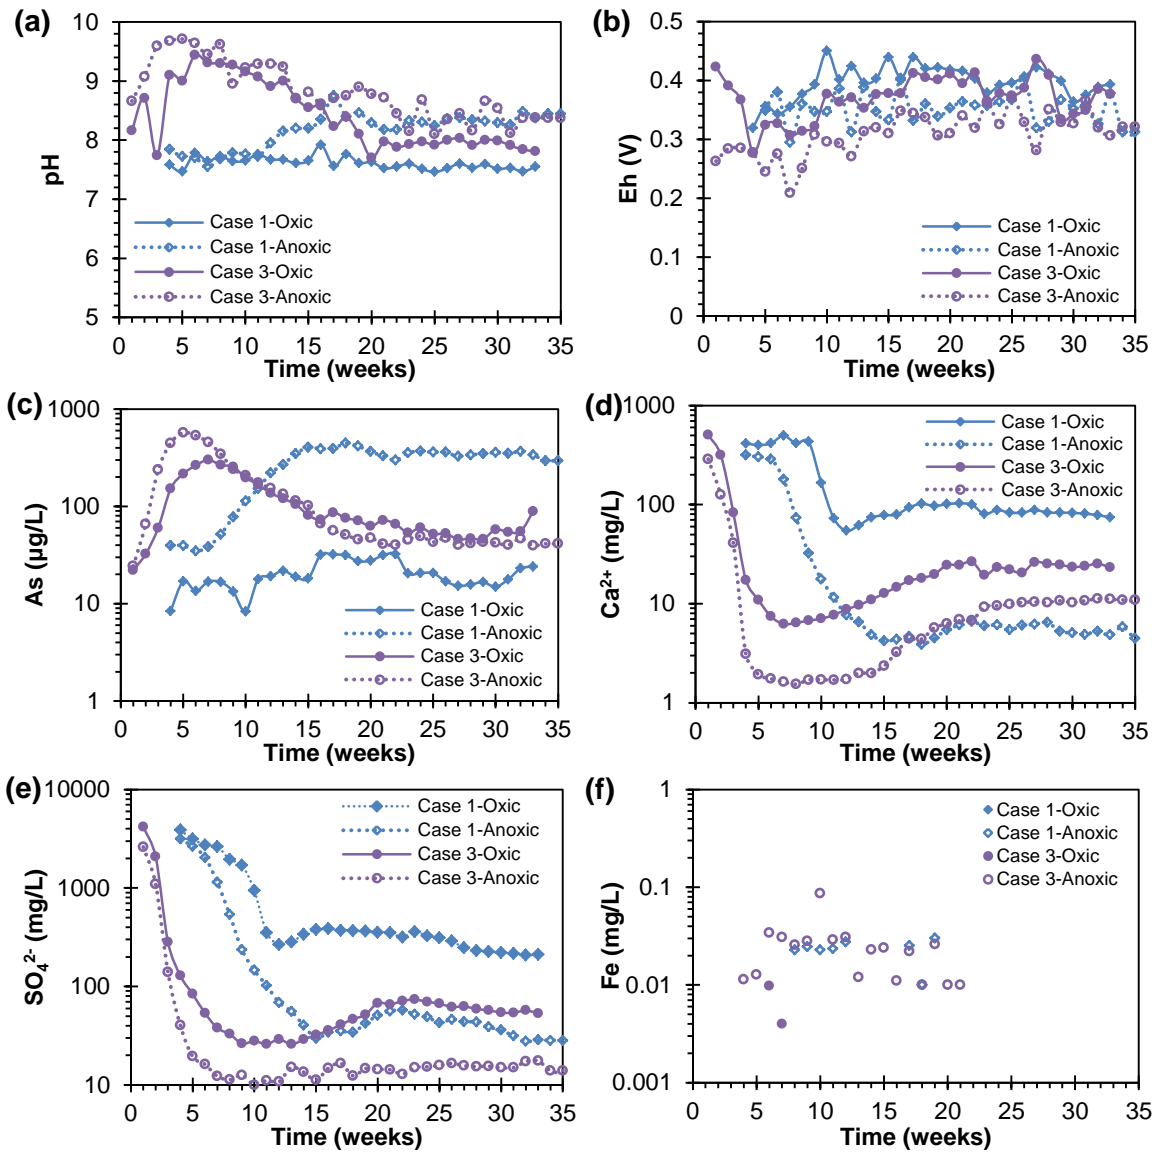 (a)
10
9
8
7
6
5
pH
Case 1-Oxic
Case 1-Anoxic
Case 3-Oxic
Case 3-Anoxic
0 5 10 15 20 25 30 35
Time (weeks)
(b)
0.5
0.4
0.3
0.2
0.1
0
Eh (V)
Case 1-Oxic
Case 1-Anoxic
Case 3-Oxic
Case 3-Anoxic
0 5 10 15 20 25 30 35
Time (weeks)
(c)
1000
100
10
1
As (µg/L)
Case 1-Oxic
Case 1-Anoxic
Case 3-Oxic
Case 3-Anoxic
0 5 10 15 20 25 30 35
Time (weeks)
(d)
1000
100
10
1
Ca²⁺ (mg/L)
Case 1-Oxic
Case 1-Anoxic
Case 3-Oxic
Case 3-Anoxic
0 5 10 15 20 25 30 35
Time (weeks)
(e)
10000
1000
100
10
SO₄²⁻ (mg/L)
Case 1-Oxic
Case 1-Anoxic
Case 3-Oxic
Case 3-Anoxic
0 5 10 15 20 25 30 35
Time (weeks)
(f)
1
0.1
0.01
0.001
Fe (mg/L)
Case 1-Oxic
Case 1-Anoxic
Case 3-Oxic
Case 3-Anoxic
0 5 10 15 20 25 30 35
Time (weeks)